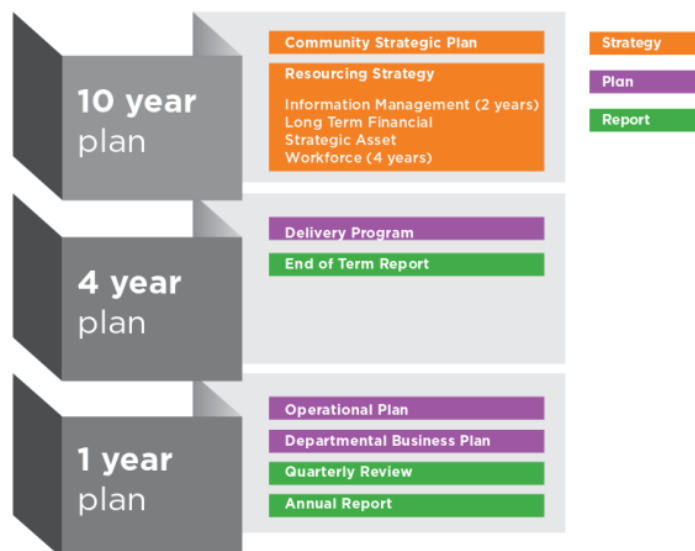 10 year
plan
Community Strategic Plan
Resourcing Strategy
Information Management (2 years)
Long Term Financial
Strategic Asset
Workforce (4 years)
Strategy
Plan
Report
4 year
plan
Delivery Program
End of Term Report
1 year
plan
Operational Plan
Departmental Business Plan
Quarterly Review
Annual Report